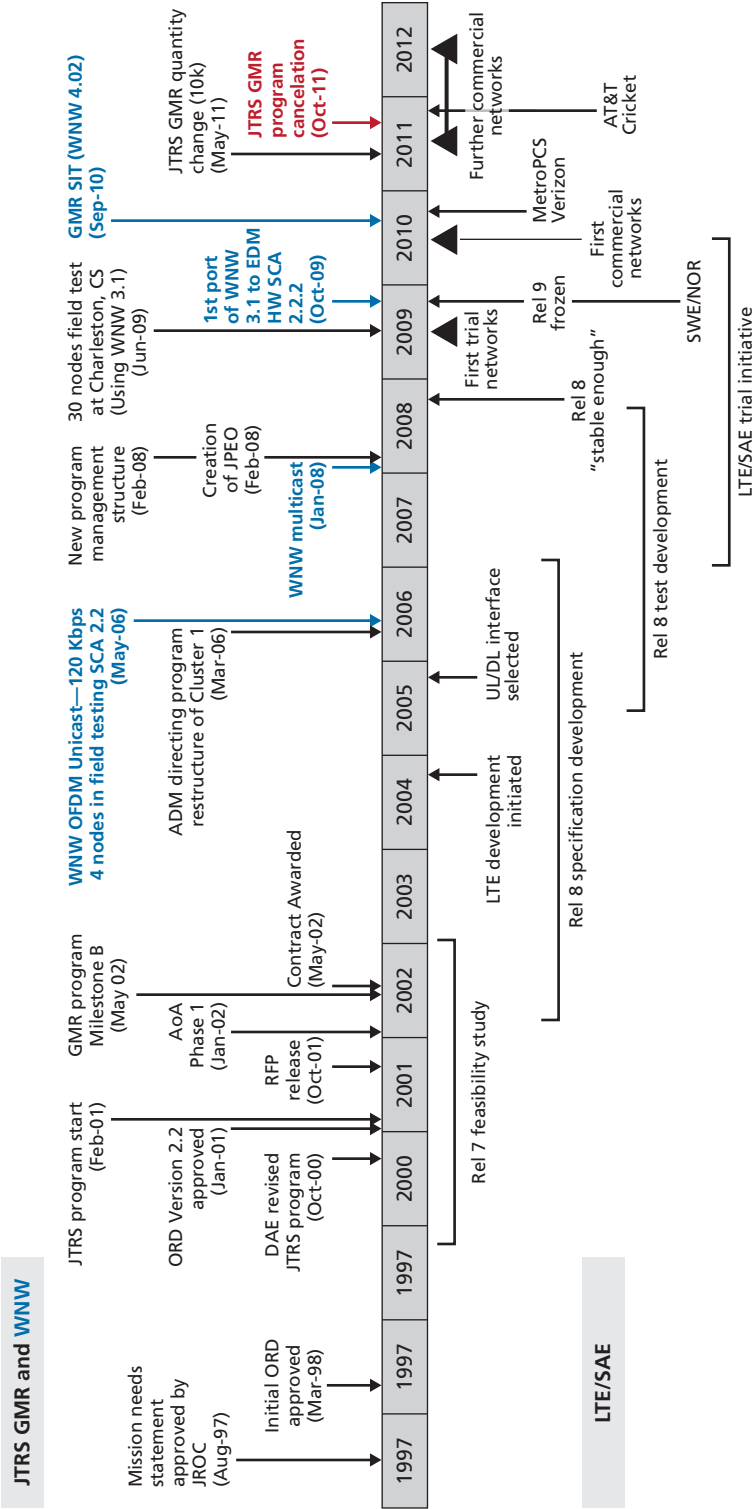 JTRS GMR and WNW
Mission needs
statement
approved by
JROC
(Aug-97)
Initial ORD
approved
(Mar-98)
JTRS program start
(Feb-01)
ORD Version 2.2
approved
(Jan-01)
DAE revised
JTRS program
(Oct-00)
GMR program
Milestone B
(May 02)
AoA
Phase 1
(Jan-02)
RFP
release
(Oct-01)
Contract Awarded
(May-02)
WNW OFDM Unicast—120 Kbps
4 nodes in field testing SCA 2.2
(May-06)
ADM directing program
restructure of Cluster 1
(Mar-06)
New program
management
structure
(Feb-08)
Creation
of JPEO
(Feb-08)
WNW multicast
(Jan-08)
30 nodes field test
at Charleston, CS
(Using WNW 3.1)
(Jun-09)
1st port
of WNW
3.1 to EDM
HW SCA
2.2.2
(Oct-09)
GMR SIT (WNW 4.02)
(Sep-10)
JTRS GMR quantity
change (10k)
(May-11)
JTRS GMR
program
cancelation
(Oct-11)
1997
1997
1997
2000
2001
2002
2003
2004
2005
2006
2007
2008
2009
2010
2011
2012
LTE/SAE
Rel 7 feasibility study
LTE development
initiated
UL/DL interface
selected
Rel 8 specification development
Rel 8
“stable enough”
Rel 8 test development
First trial
networks
Rel 9
frozen
SWE/NOR
LTE/SAE trial initiative
First
commercial
networks
MetroPCS
Verizon
Further commercial
networks
AT&T
Cricket